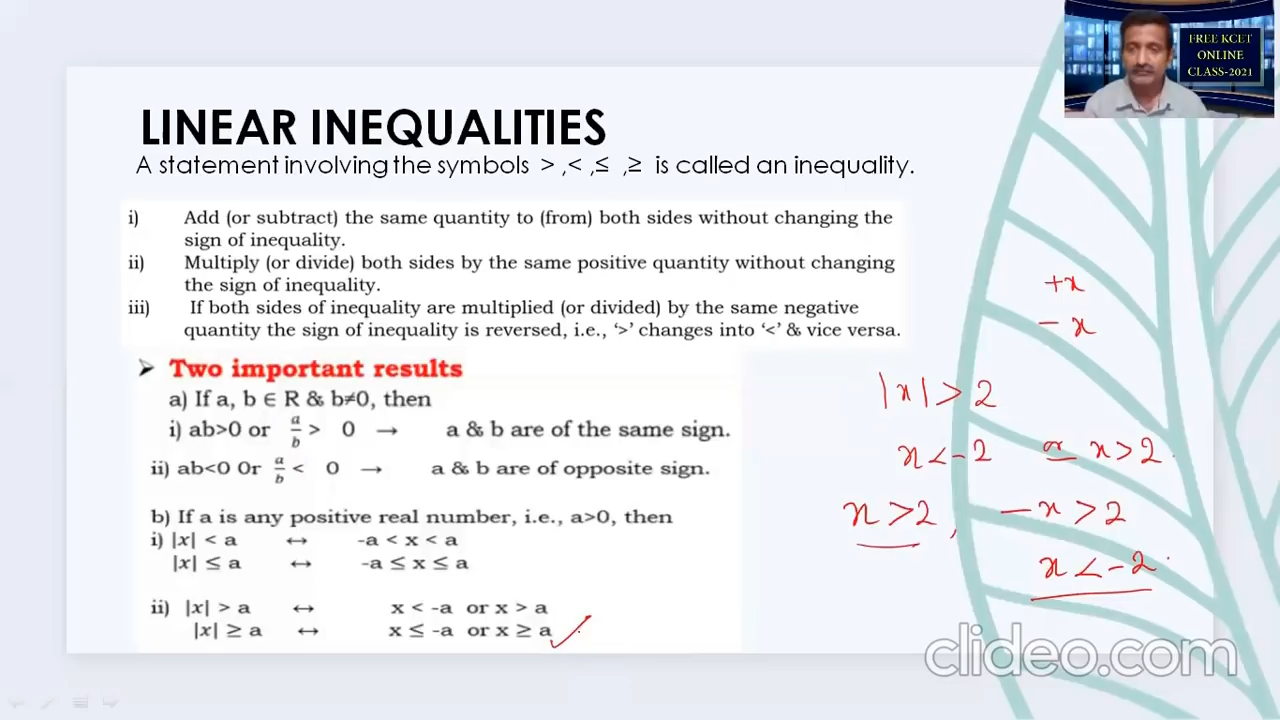 FREE KCET
ONLINE
CLASS-2021
LINEAR INEQUALITIES
A statement involving the symbols > ,< ,≤ ,≥ is called an inequality.
i) Add (or subtract) the same quantity to (from) both sides without changing the
sign of inequality.
ii) Multiply (or divide) both sides by the same positive quantity without changing
the sign of inequality.
iii) If both sides of inequality are multiplied (or divided) by the same negative
quantity the sign of inequality is reversed, i.e., '>' changes into '<' & vice versa.
➢ Two important results
a) If a, b ∈ R & b≠0, then
i) ab>0 or a/b > 0 → a & b are of the same sign.
ii) ab<0 Or a/b < 0 → a & b are of opposite sign.
b) If a is any positive real number, i.e., a>0, then
i) |x| < a ↔ -a < x < a
|x| ≤ a ↔ -a ≤ x ≤ a
ii) |x| > a ↔ x < -a or x > a
|x| ≥ a ↔ x ≤ -a or x ≥ a
+x
- x
|x| > 2
x < -2 or x > 2
x > 2, - x > 2
x < -2
clideo.com